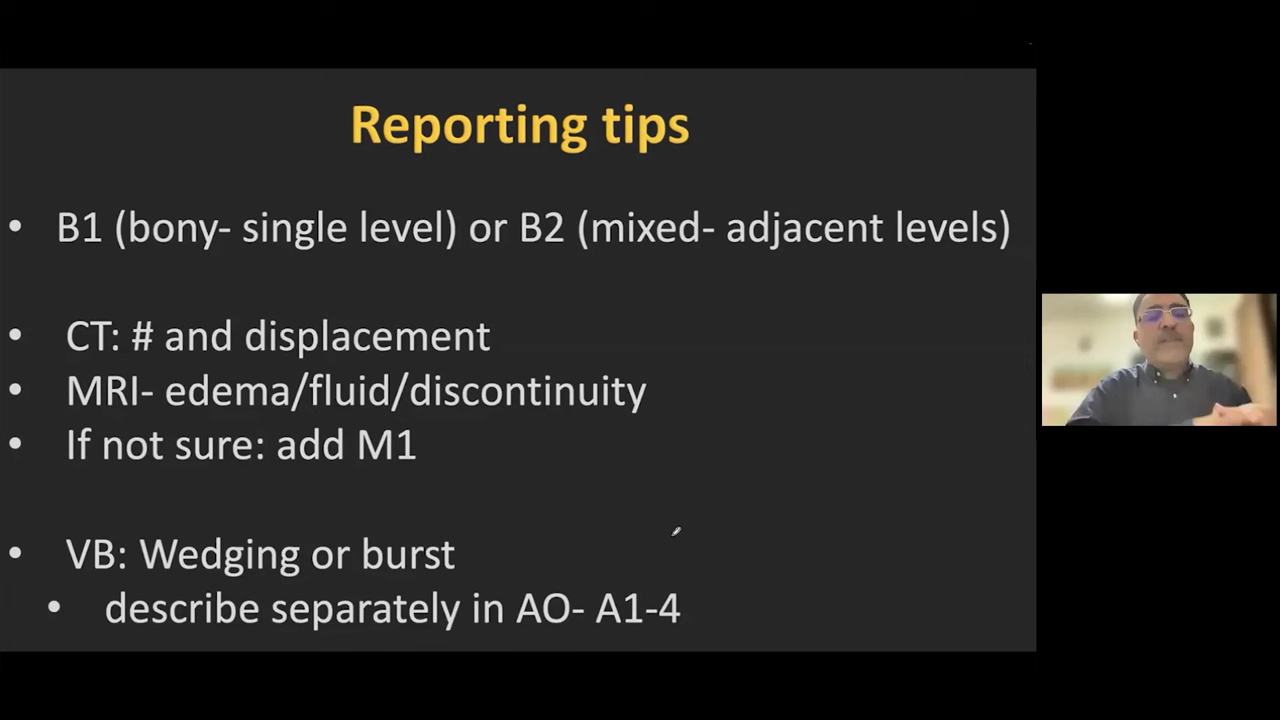 Reporting tips
• B1 (bony- single level) or B2 (mixed- adjacent levels)
• CT: # and displacement
• MRI- edema/fluid/discontinuity
• If not sure: add M1
• VB: Wedging or burst
• describe separately in AO- A1-4